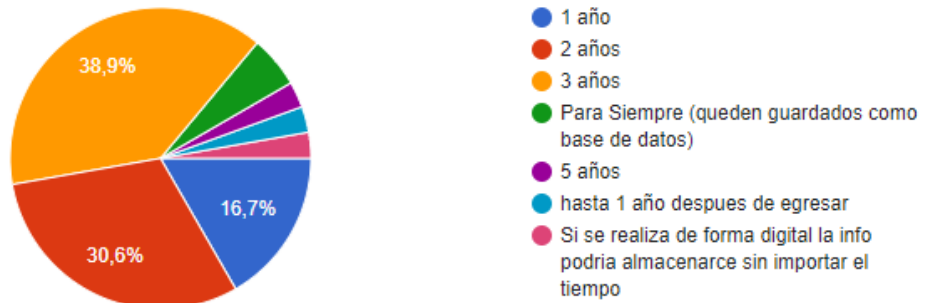 38,9%
16,7%
30,6%
1 año
2 años
3 años
Para Siempre (queden guardados como
base de datos)
5 años
hasta 1 año despues de egresar
Si se realiza de forma digital la info
podria almacenarce sin importar el
tiempo